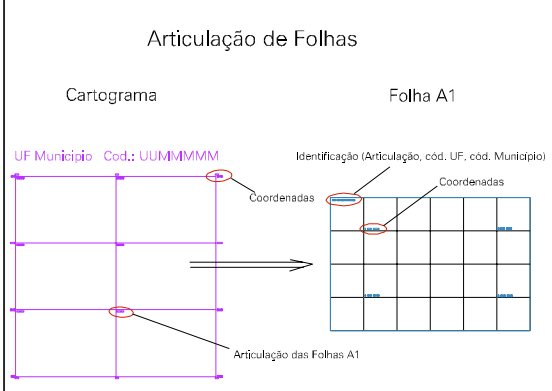 Articulação de Folhas
Cartograma
Folha A1
UF Município Cod.: UUMMMMM
Identificação (Articulação, cód. UF, cód. Município)
Coordenadas
Coordenadas
Articulação das Folhas A1